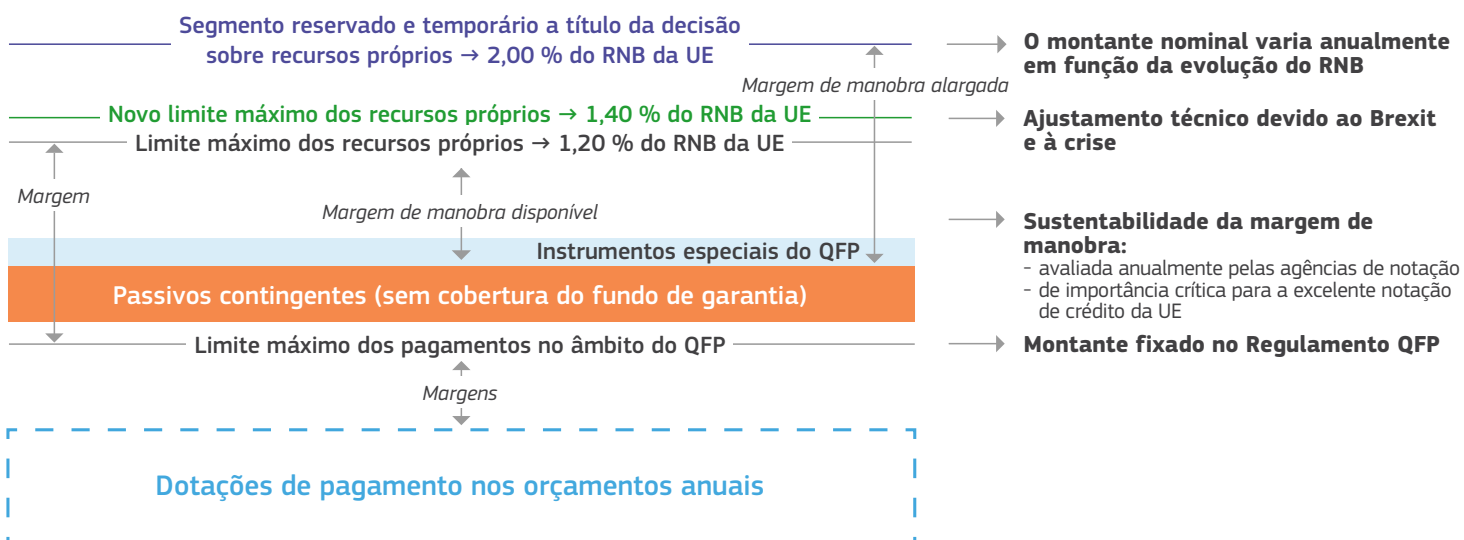 Segmento reservado e temporário a título da decisão
sobre recursos próprios → 2,00 % do RNB da UE
O montante nominal varia anualmente
em função da evolução do RNB
Margem de manobra alargada
Novo limite máximo dos recursos próprios → 1,40 % do RNB da UE
Ajustamento técnico devido ao Brexit
e à crise
Limite máximo dos recursos próprios → 1,20 % do RNB da UE
Margem
Margem de manobra disponível
Sustentabilidade da margem de
manobra:
- avaliada anualmente pelas agências de notação
- de importância crítica para a excelente notação
de crédito da UE
Instrumentos especiais do QFP
Passivos contingentes (sem cobertura do fundo de garantia)
Limite máximo dos pagamentos no âmbito do QFP
Montante fixado no Regulamento QFP
Margens
Dotações de pagamento nos orçamentos anuais